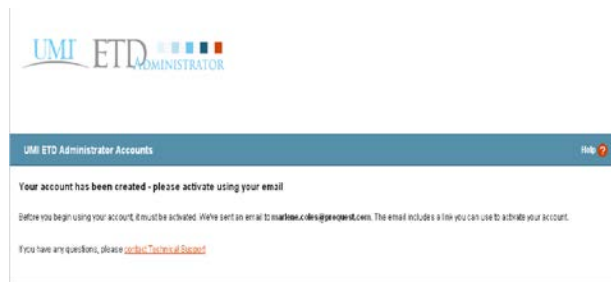 UMI ETD ADMINISTRATOR
UMI ETD Administrator Accounts Help ?
Your account has been created - please activate using your email
Before you begin using your account, it must be activated. We've sent an email to marlene.coles@proquest.com. The email includes a link you can use to activate your account.
If you have any questions, please contact Technical Support